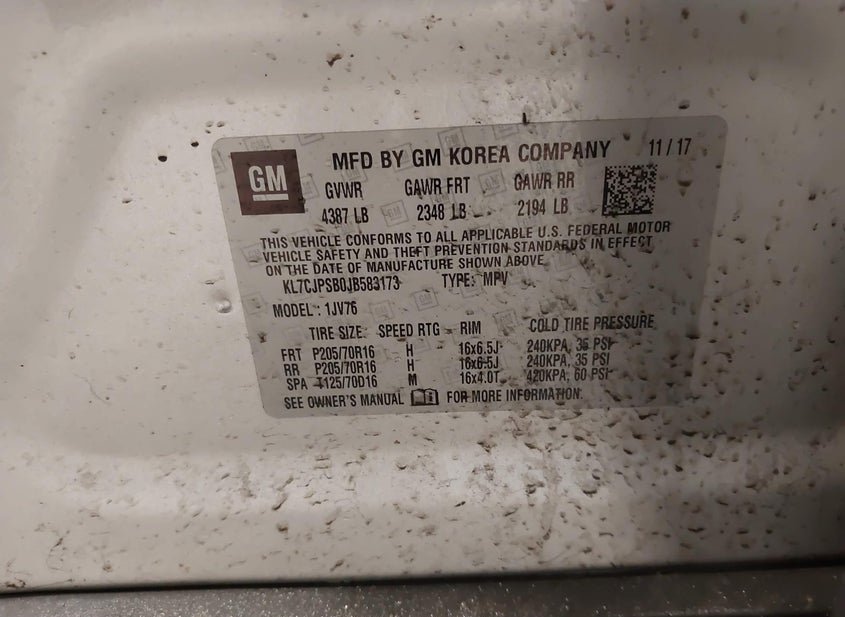 GM
MFD BY GM KOREA COMPANY 11 / 17
GVWR GAWR FRT GAWR RR
4387 LB 2348 LB 2194 LB
THIS VEHICLE CONFORMS TO ALL APPLICABLE U.S. FEDERAL MOTOR
VEHICLE SAFETY AND THEFT PREVENTION STANDARDS IN EFFECT
ON THE DATE OF MANUFACTURE SHOWN ABOVE
KL7CJPSB0JB583173 TYPE: MPV
MODEL : 1JV76
TIRE SIZE: SPEED RTG RIM COLD TIRE PRESSURE
FRT P205/70R16 H 16x6.5J 240KPA, 35 PSI
RR P205/70R16 H 16x6.5J 240KPA, 35 PSI
SPA T125/70D16 M 16x4.0T 420KPA, 60 PSI
SEE OWNER'S MANUAL FOR MORE INFORMATION.